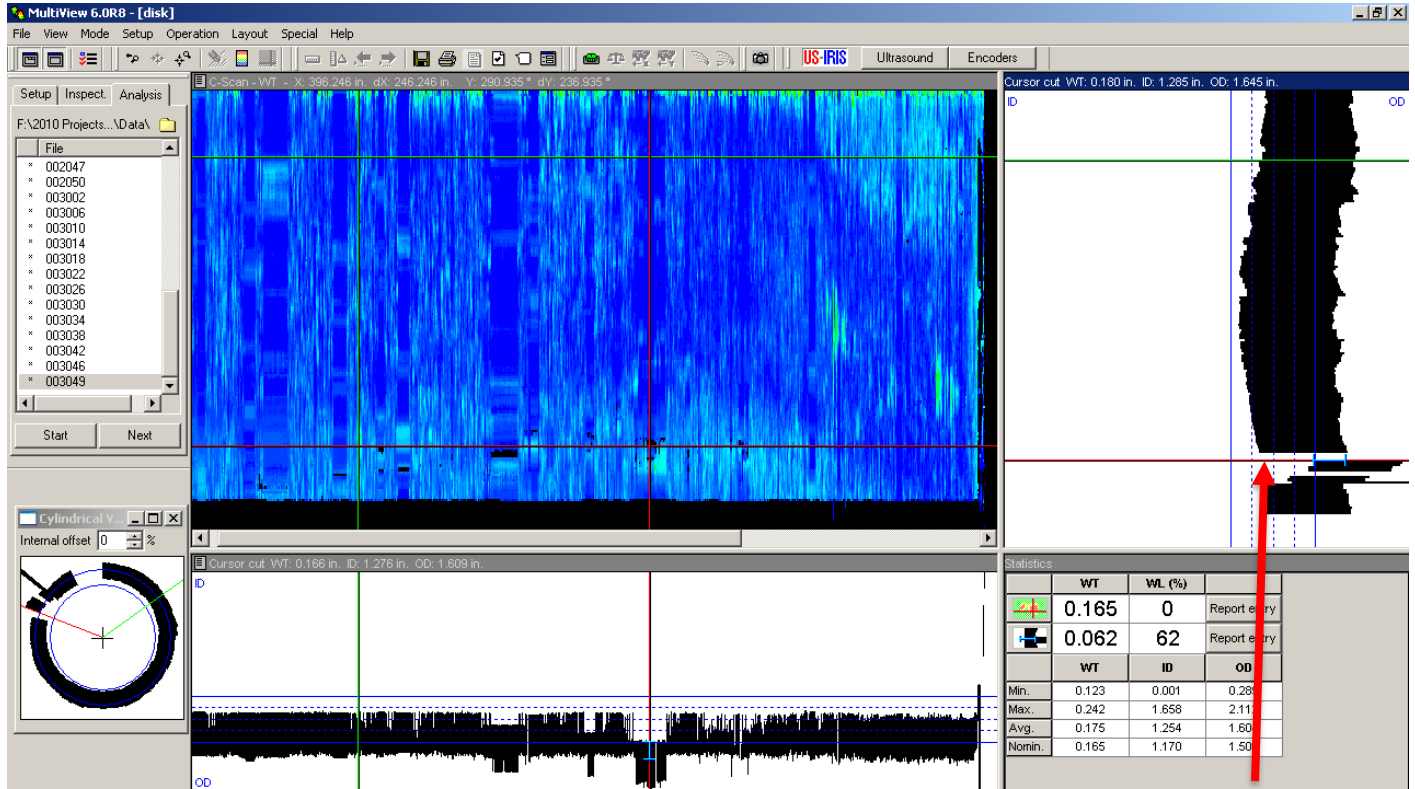 MultiView 6.0R8 - [disk]
File View Mode Setup Operation Layout Special Help
US-IRIS Ultrasound Encoders
Setup Inspect. Analysis
F:\2010 Projects...\Data\
File
* 002047
* 002050
* 003002
* 003006
* 003010
* 003014
* 003018
* 003022
* 003026
* 003030
* 003034
* 003038
* 003042
* 003046
* 003049
Start Next
Cylindrical V...
Internal offset 0 %
C-Scan - WT - X: 396.246 in. dX: 246.246 in. Y: 290.935 ° dY: 236.935 °
Cursor cut WT: 0.180 in. ID: 1.285 in. OD: 1.645 in.
ID OD
Cursor cut WT: 0.166 in. ID: 1.276 in. OD: 1.609 in.
ID
OD
Statistics
WT WL (%)
0.165 0 Report entry
0.062 62 Report entry
WT ID OD
Min. 0.123 0.001
Max. 0.242 1.658
Avg. 0.175 1.254
Nomin. 0.165 1.170